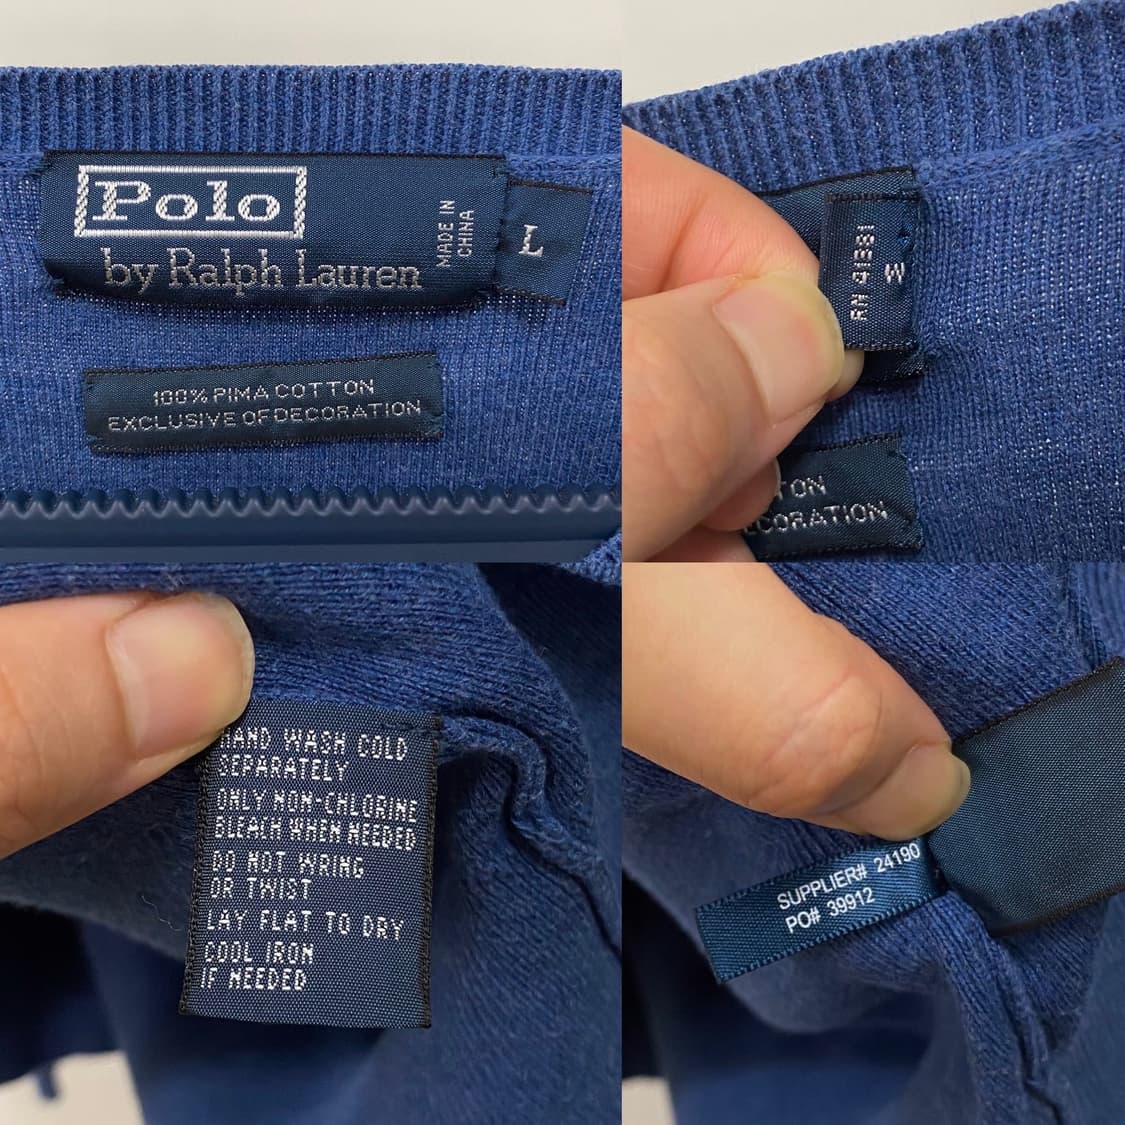 Polo
by Ralph Lauren
MADE IN
CHINA
L
100% PIMA COTTON
EXCLUSIVE OF DECORATION
RN 41381
3
TON
ECORATION
HAND WASH COLD
SEPARATELY
ONLY NON-CHLORINE
BLEACH WHEN NEEDED
DO NOT WRING
OR TWIST
LAY FLAT TO DRY
COOL IRON
IF NEEDED
SUPPLIER# 24190
PO# 39912